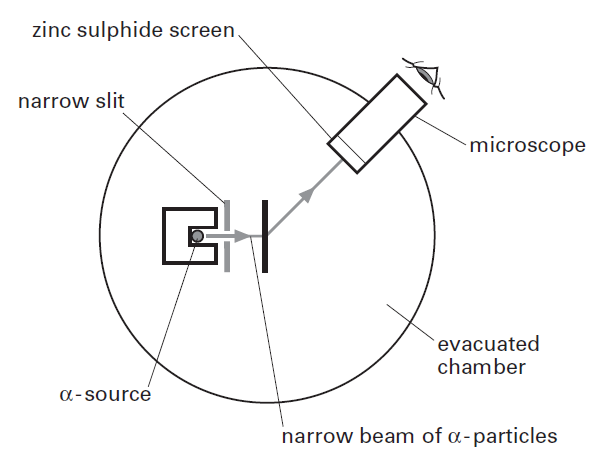 zinc sulphide screen
narrow slit
microscope
evacuated
chamber
α-source
narrow beam of α-particles